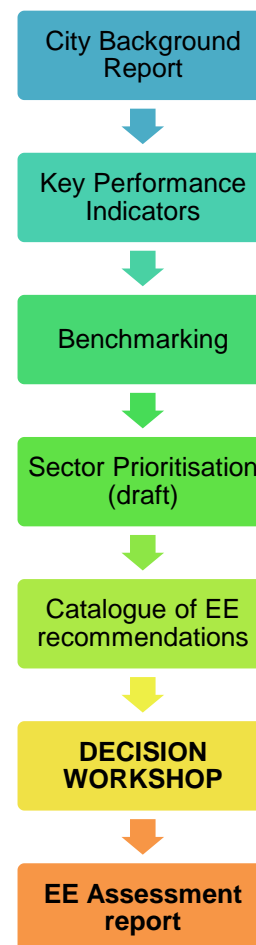 City Background
Report
Key Performance
Indicators
Benchmarking
Sector Prioritisation
(draft)
Catalogue of EE
recommendations
DECISION
WORKSHOP
EE Assessment
report